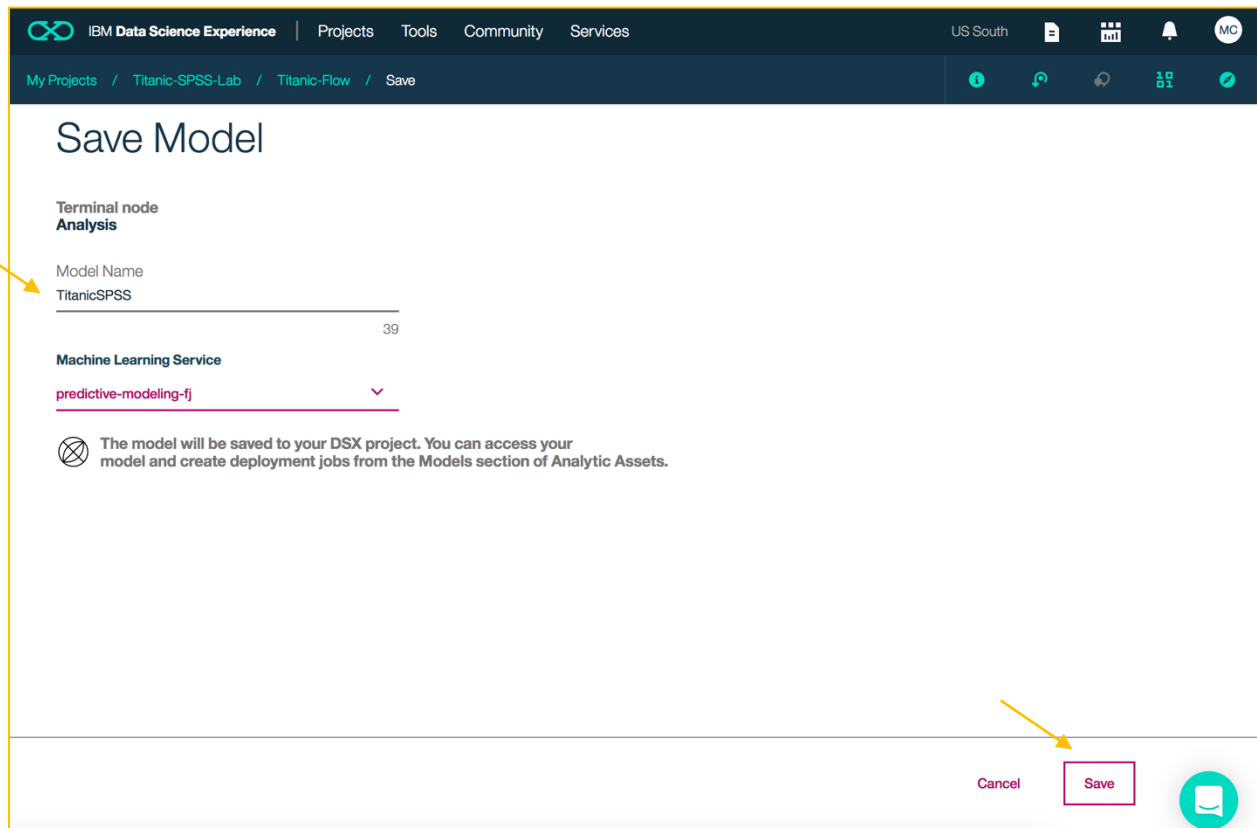 IBM Data Science Experience | Projects Tools Community Services US South MC
My Projects / Titanic-SPSS-Lab / Titanic-Flow / Save
Save Model
Terminal node
Analysis
Model Name
TitanicSPSS
39
Machine Learning Service
predictive-modeling-fj
The model will be saved to your DSX project. You can access your
model and create deployment jobs from the Models section of Analytic Assets.
Cancel Save